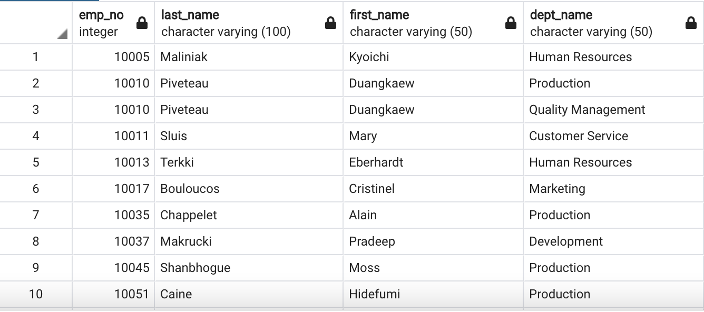 emp_no last_name first_name dept_name
integer character varying (100) character varying (50) character varying (50)
1 10005 Maliniak Kyoichi Human Resources
2 10010 Piveteau Duangkaew Production
3 10010 Piveteau Duangkaew Quality Management
4 10011 Sluis Mary Customer Service
5 10013 Terkki Eberhardt Human Resources
6 10017 Bouloucos Cristinel Marketing
7 10035 Chappelet Alain Production
8 10037 Makrucki Pradeep Development
9 10045 Shanbhogue Moss Production
10 10051 Caine Hidefumi Production